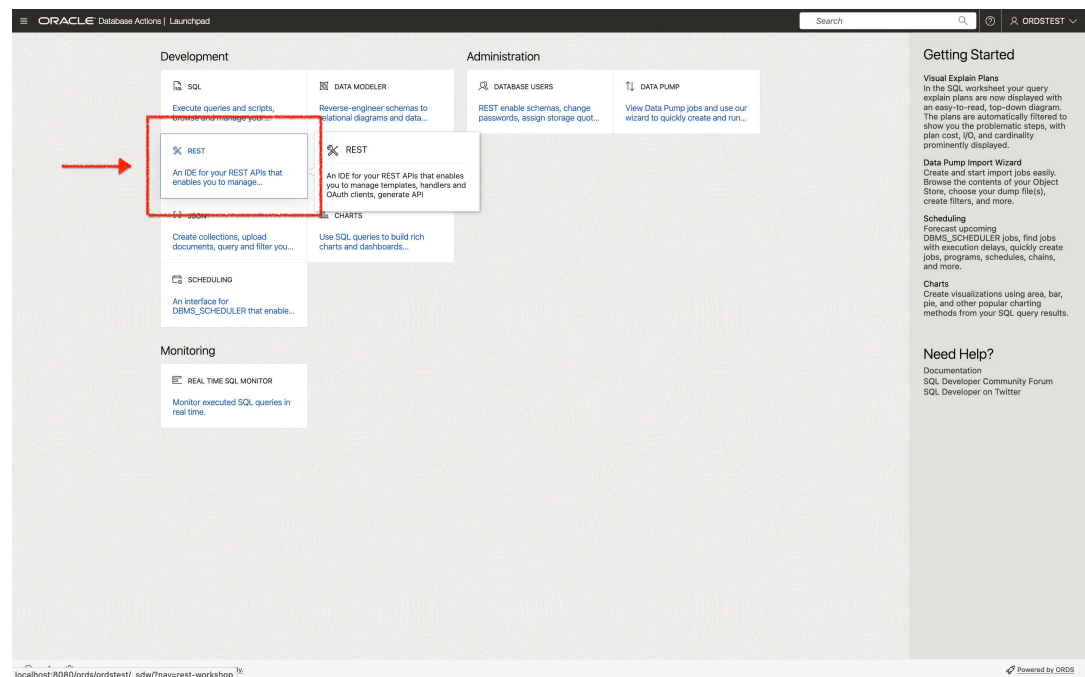 ORACLE Database Actions | Launchpad
Search
ORDSTEST
Development
SQL
Execute queries and scripts,
browse and manage your...
DATA MODELER
Reverse-engineer schemas to
relational diagrams and data...
REST
An IDE for your REST APIs that
enables you to manage...
REST
An IDE for your REST APIs that enables
you to manage templates, handlers and
OAuth clients, generate API
JSON
Create collections, upload
documents, query and filter you...
CHARTS
Use SQL queries to build rich
charts and dashboards...
SCHEDULING
An interface for
DBMS_SCHEDULER that enable...
Administration
DATABASE USERS
REST enable schemas, change
passwords, assign storage quot...
DATA PUMP
View Data Pump jobs and use our
wizard to quickly create and run...
Monitoring
REAL TIME SQL MONITOR
Monitor executed SQL queries in
real time.
Getting Started
Visual Explain Plans
In the SQL worksheet your query
explain plans are now displayed with
an easy-to-read, top-down diagram.
The plans are automatically filtered to
show you the problematic steps, with
plan cost, I/O, and cardinality
prominently displayed.
Data Pump Import Wizard
Create and start import jobs easily.
Browse the contents of your Object
Store, choose your dump file(s),
create filters, and more.
Scheduling
Forecast upcoming
DBMS_SCHEDULER jobs, find jobs
with execution delays, quickly create
jobs, programs, schedules, chains,
and more.
Charts
Create visualizations using area, bar,
pie, and other popular charting
methods from your SQL query results.
Need Help?
Documentation
SQL Developer Community Forum
SQL Developer on Twitter
localhost:8080/ords/ordstest/_sdw/?nav=rest-workshop
Powered by ORDS